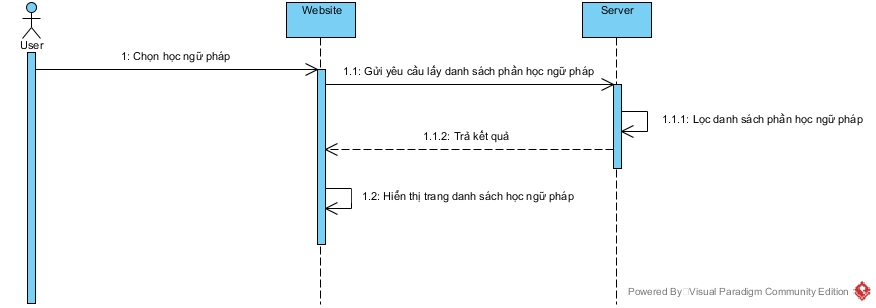 Website
Server
User
1: Chọn học ngữ pháp
1.1: Gửi yêu cầu lấy danh sách phần học ngữ pháp
1.1.1: Lọc danh sách phần học ngữ pháp
1.1.2: Trả kết quả
1.2: Hiển thị trang danh sách học ngữ pháp
Powered By Visual Paradigm Community Edition